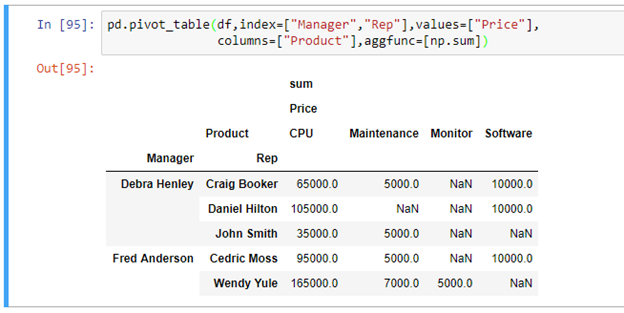 In [95]: pd.pivot_table(df,index=["Manager","Rep"],values=["Price"],
columns=["Product"],aggfunc=[np.sum])
Out[95]:
sum
Price
Product CPU Maintenance Monitor Software
Manager Rep
Debra Henley Craig Booker 65000.0 5000.0 NaN 10000.0
Daniel Hilton 105000.0 NaN NaN 10000.0
John Smith 35000.0 5000.0 NaN NaN
Fred Anderson Cedric Moss 95000.0 5000.0 NaN 10000.0
Wendy Yule 165000.0 7000.0 5000.0 NaN